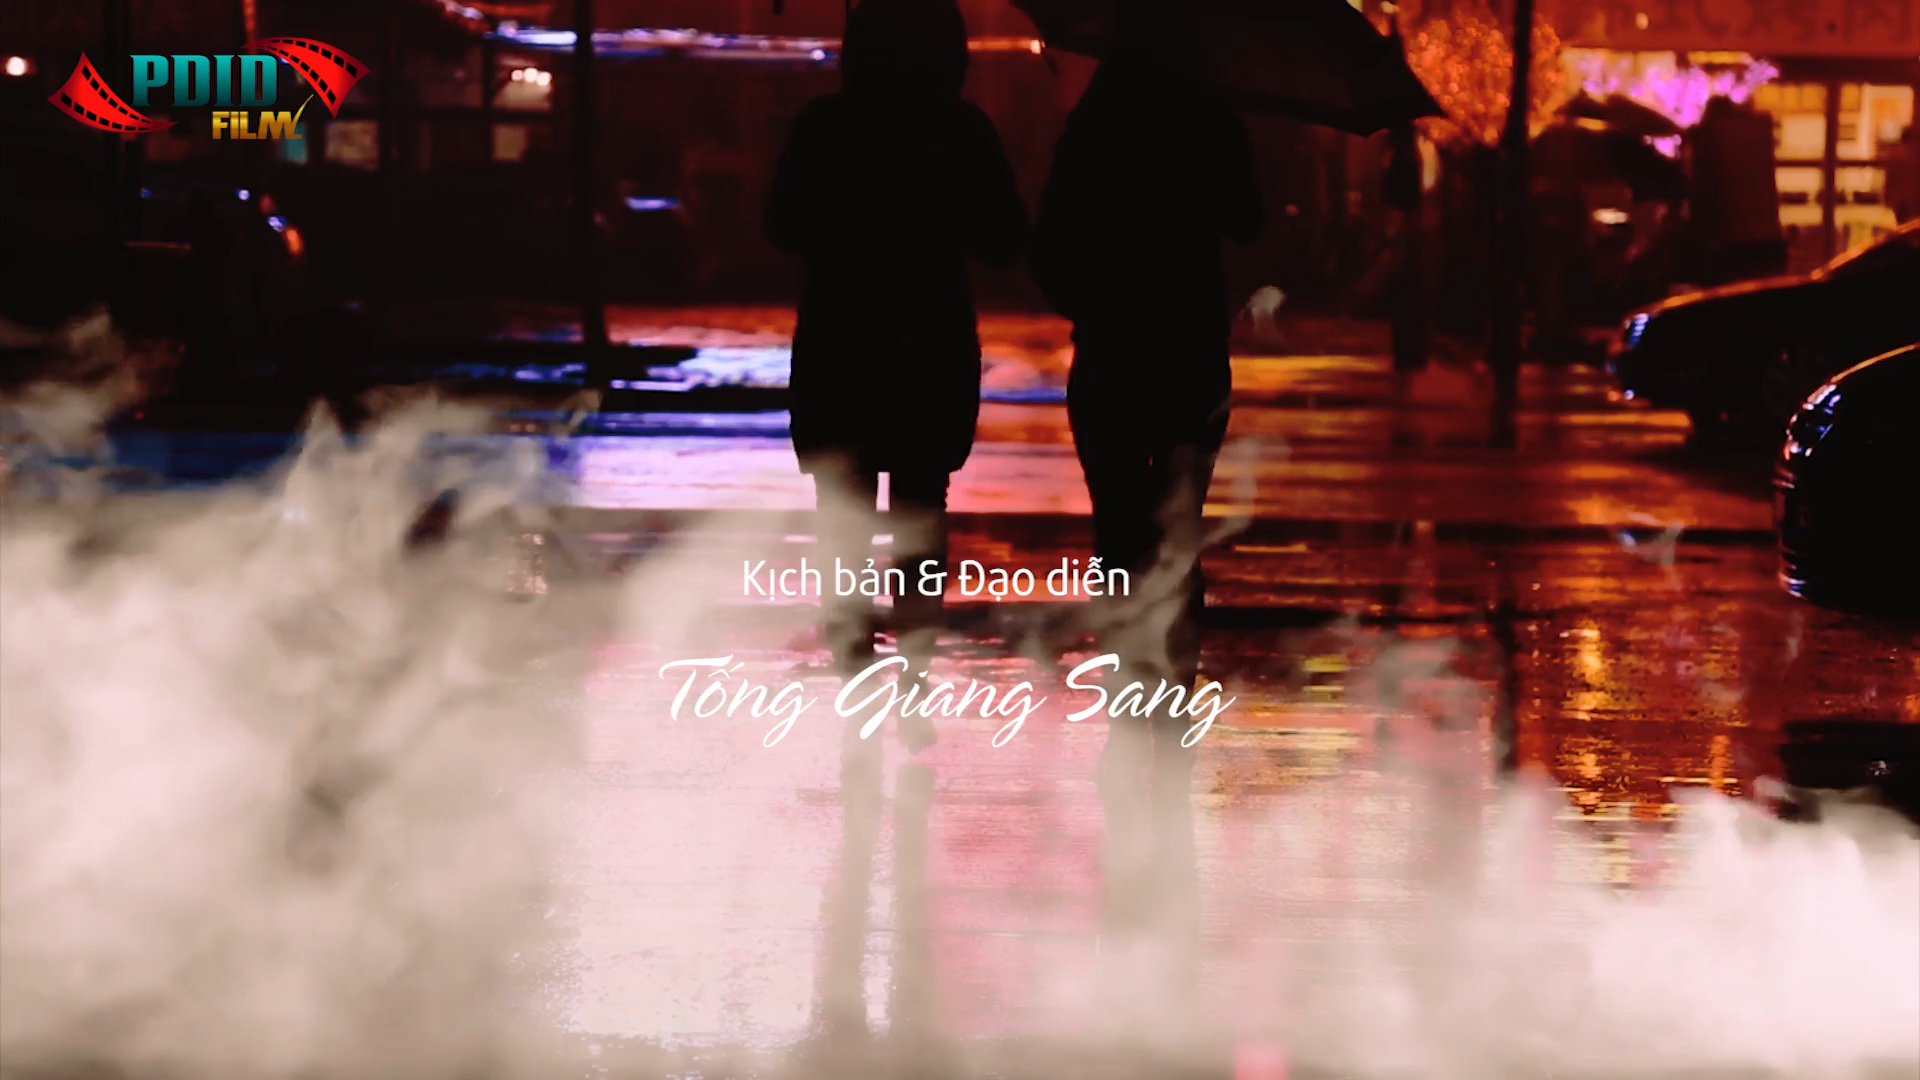 PDID
FILM
Kịch bản & Đạo diễn
Tống Giang Sang